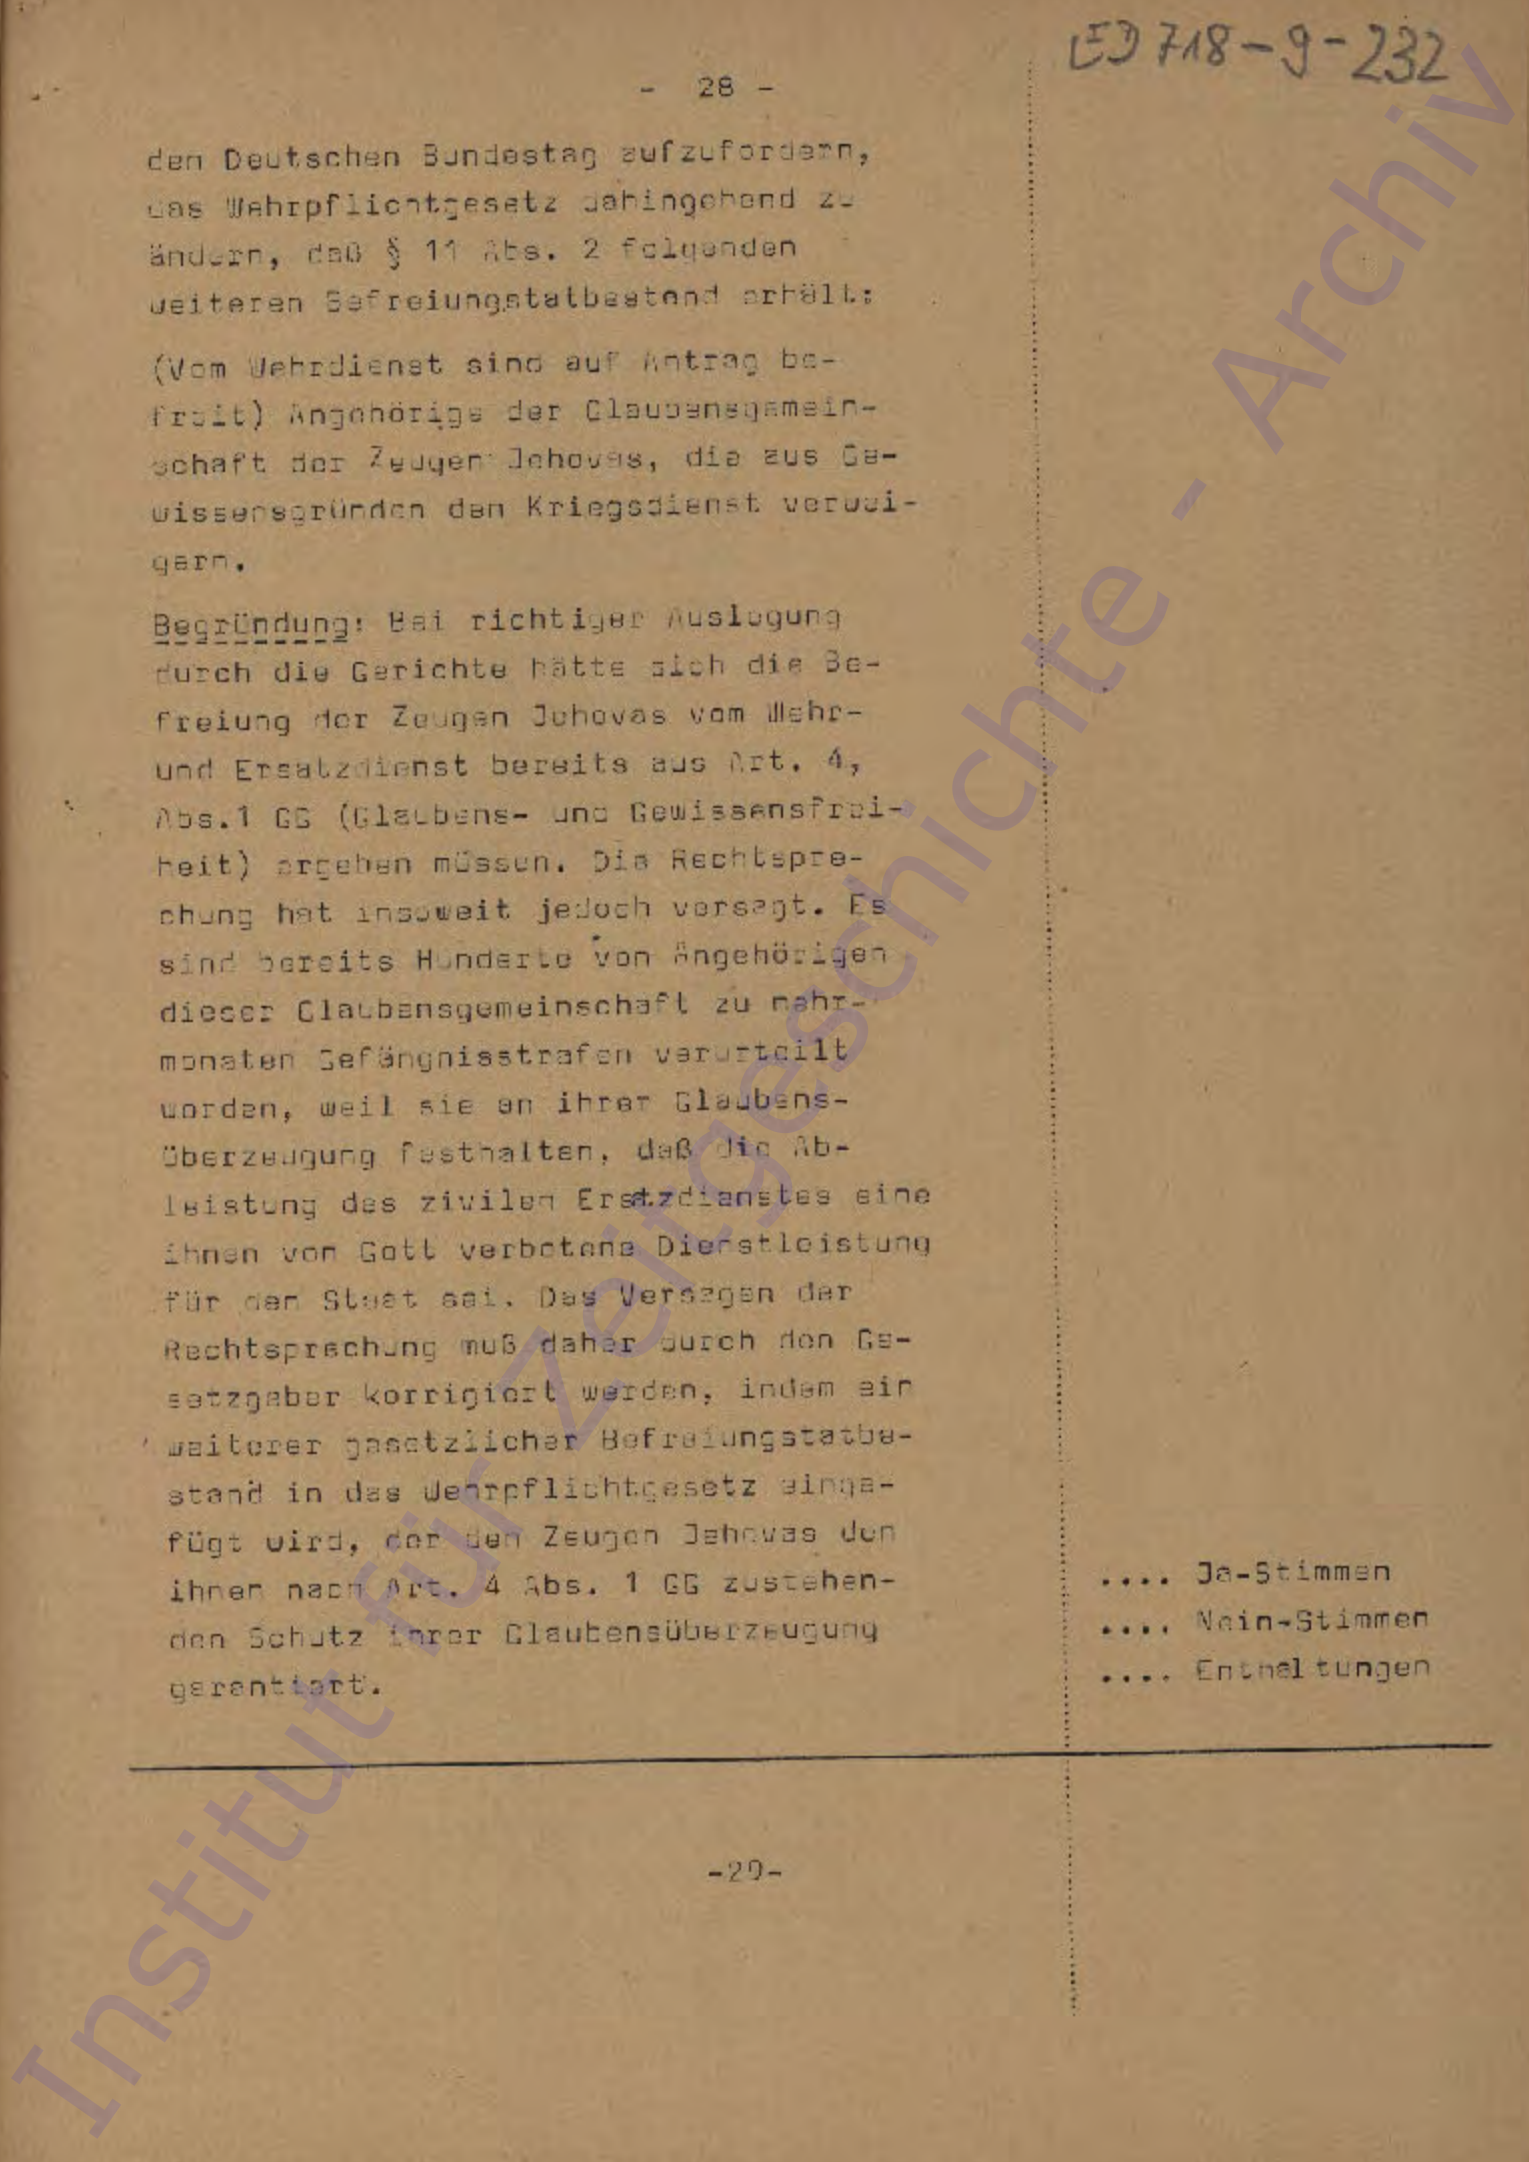 ED 718-9-232
- 28 -
den Deutschen Bundestag aufzufordern,
das Wehrpflichtgesetz dahingehend zu
ändern, daß § 11 Abs. 2 folgenden
weiteren Befreiungstatbestand erhält:
(Vom Wehrdienst sind auf Antrag be-
freit) Angehörige der Glaubensgemein-
schaft der Zeugen Jehovas, die aus Ge-
wissensgründen den Kriegsdienst verwei-
gern.
Begründung: Bei richtiger Auslegung
durch die Gerichte hätte sich die Be-
freiung der Zeugen Jehovas vom Wehr-
und Ersatzdienst bereits aus Art. 4,
Abs.1 GG (Glaubens- und Gewissensfrei-
heit) ergeben müssen. Die Rechtspre-
chung hat insoweit jedoch versagt. Es
sind bereits Hunderte von Angehörigen
dieser Glaubensgemeinschaft zu mehr-
monaten Gefängnisstrafen verurteilt
worden, weil sie an ihrer Glaubens-
überzeugung festhalten, daß die Ab-
leistung des zivilen Ersatzdienstes eine
ihnen von Gott verbotene Dienstleistung
für den Staat sei. Das Versagen der
Rechtsprechung muß daher durch den Ge-
setzgeber korrigiert werden, indem ein
weiterer gesetzlicher Befreiungstatbe-
stand in das Wehrpflichtgesetz einge-
fügt wird, der den Zeugen Jehovas den
ihnen nach Art. 4 Abs. 1 GG zustehen-
den Schutz ihrer Glaubensüberzeugung
garantiert.
.... Ja-Stimmen
.... Nein-Stimmen
.... Enthaltungen
-29-
Institut für Zeitgeschichte - Archiv